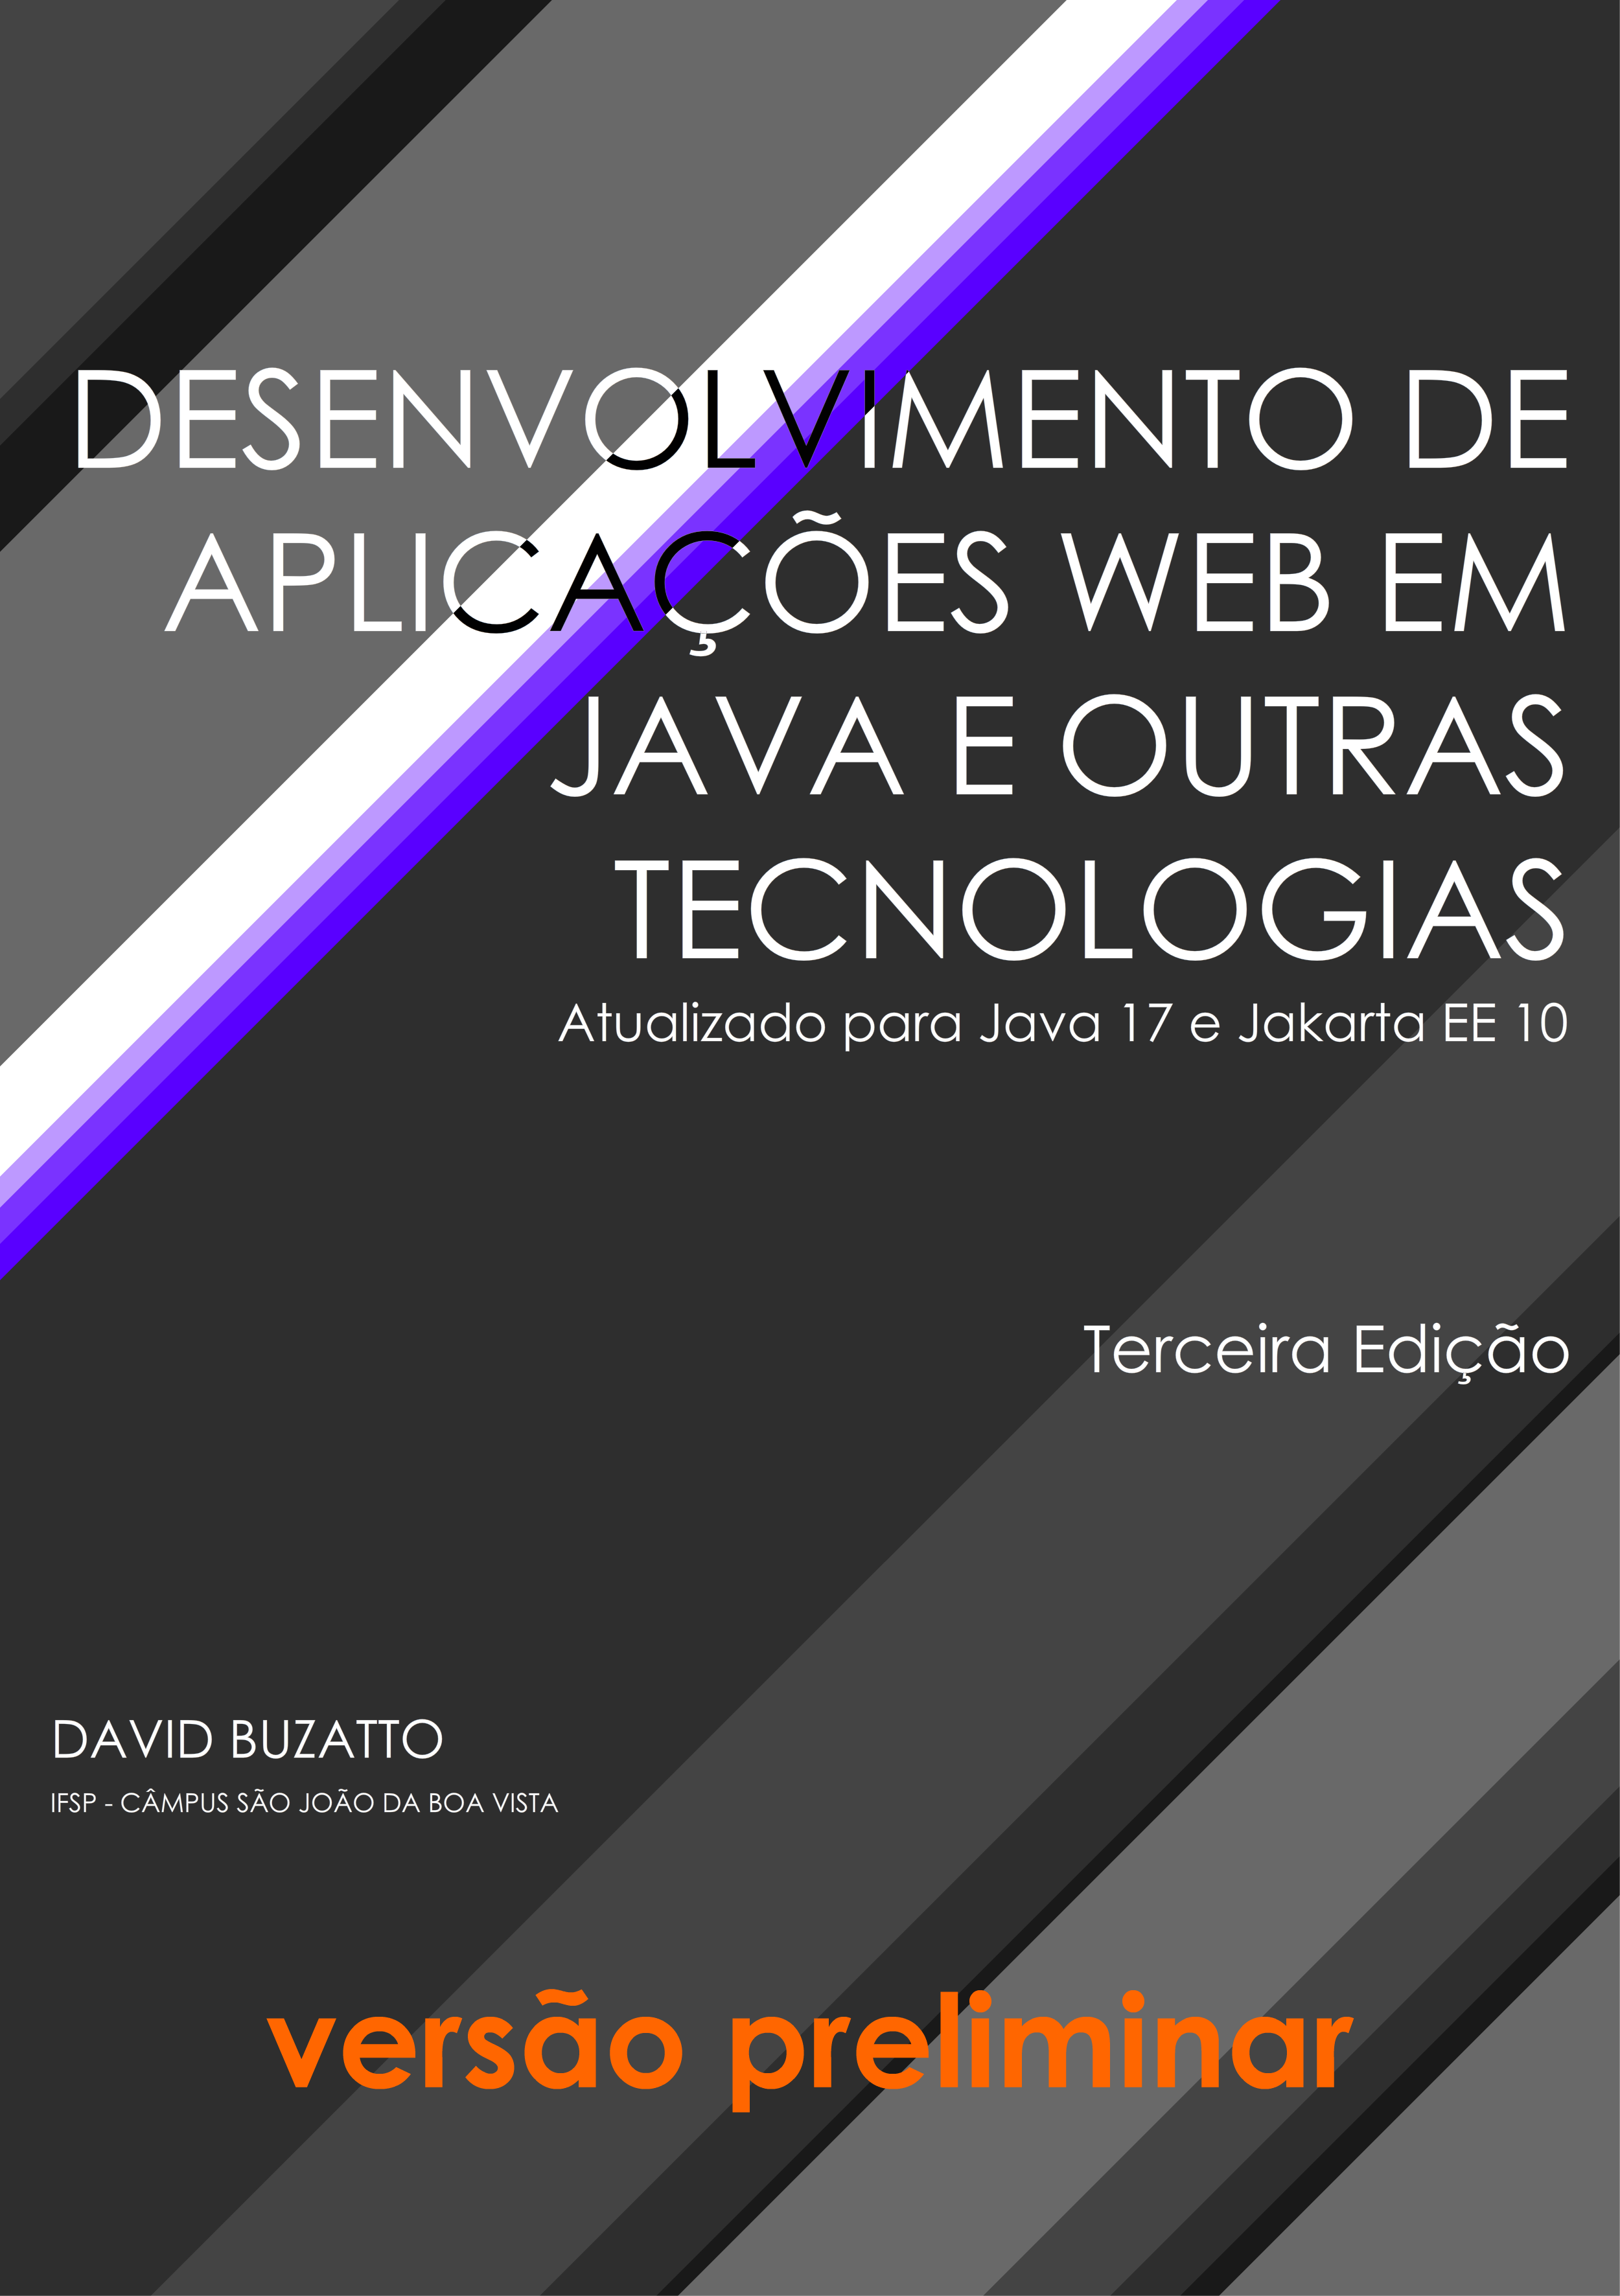 DESENVOLVIMENTO DE
APLICAÇÕES WEB EM
JAVA E OUTRAS
TECNOLOGIAS
Atualizado para Java 17 e Jakarta EE 10
Terceira Edição
DAVID BUZATTO
IFSP - CÂMPUS SÃO JOÃO DA BOA VISTA
versão preliminar